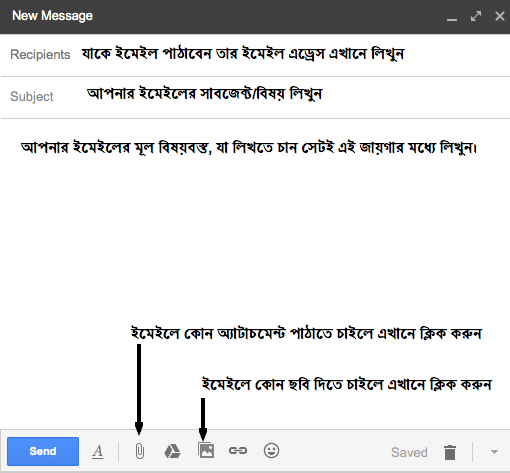 New Message
Recipients যাকে ইমেইল পাঠাবেন তার ইমেইল এড্রেস এখানে লিখুন
Subject আপনার ইমেইলের সাবজেক্ট/বিষয় লিখুন
আপনার ইমেইলের মূল বিষয়বস্ত, যা লিখতে চান সেটই এই জায়গার মধ্যে লিখুন।
ইমেইলে কোন অ্যাটাচমেন্ট পাঠাতে চাইলে এখানে ক্লিক করুন
ইমেইলে কোন ছবি দিতে চাইলে এখানে ক্লিক করুন
Send A Saved